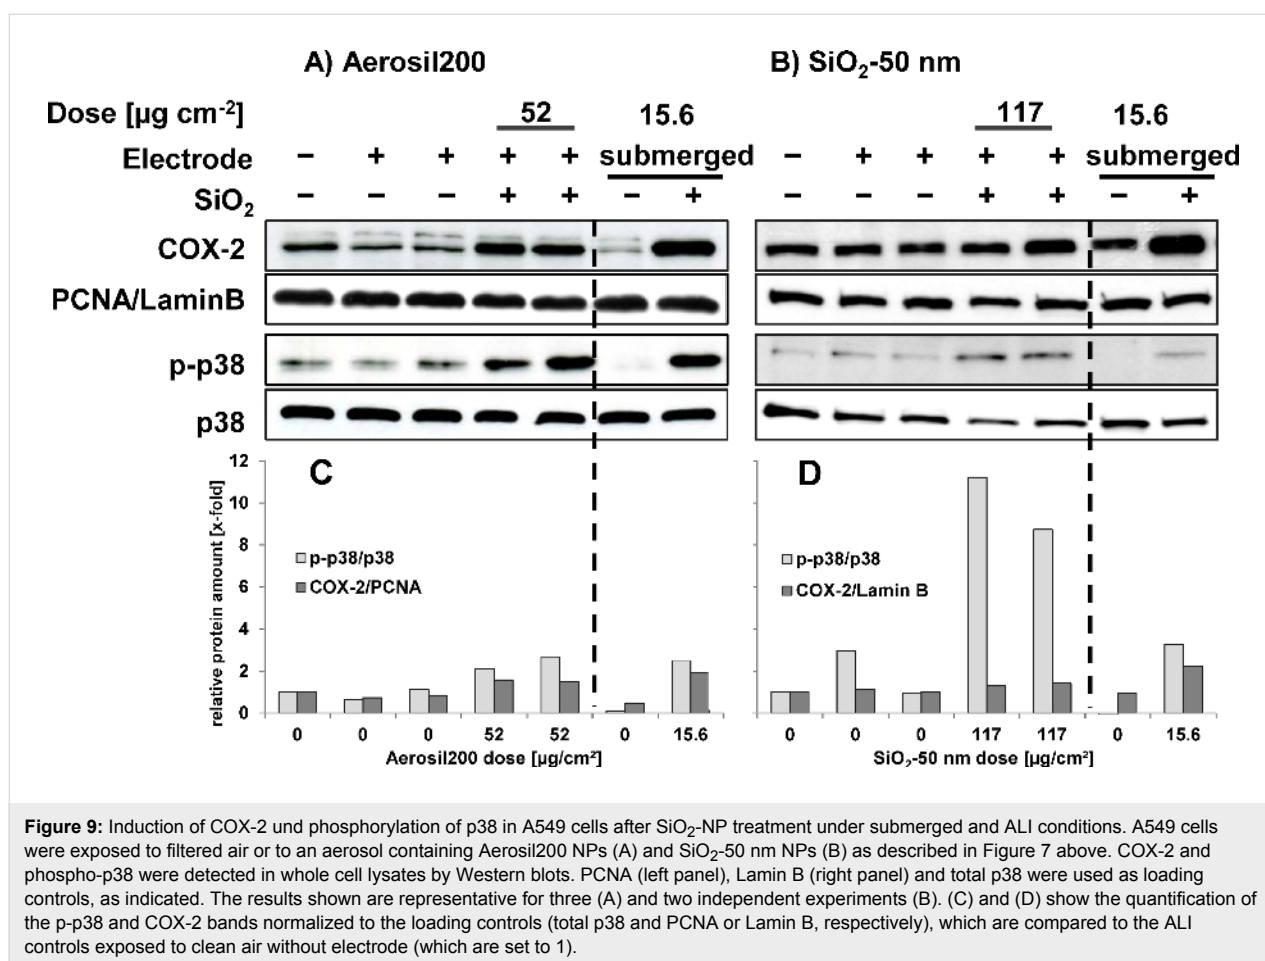 A) Aerosil200 B) SiO2-50 nm
Dose [µg cm-2] 52 15.6 117 15.6
Electrode – + + + + submerged – + + + + submerged
SiO2 – – – + + – + – – – + + – +
COX-2
PCNA/LaminB
p-p38
p38
relative protein amount [x-fold]
12
10
8
6
4
2
0
C
p-p38/p38
COX-2/PCNA
0 0 0 52 52 0 15.6
Aerosil200 dose [µg/cm²]
D
p-p38/p38
COX-2/Lamin B
0 0 0 117 117 0 15.6
SiO2-50 nm dose [µg/cm²]
Figure 9: Induction of COX-2 und phosphorylation of p38 in A549 cells after SiO2-NP treatment under submerged and ALI conditions. A549 cells
were exposed to filtered air or to an aerosol containing Aerosil200 NPs (A) and SiO2-50 nm NPs (B) as described in Figure 7 above. COX-2 and
phospho-p38 were detected in whole cell lysates by Western blots. PCNA (left panel), Lamin B (right panel) and total p38 were used as loading
controls, as indicated. The results shown are representative for three (A) and two independent experiments (B). (C) and (D) show the quantification of
the p-p38 and COX-2 bands normalized to the loading controls (total p38 and PCNA or Lamin B, respectively), which are compared to the ALI
controls exposed to clean air without electrode (which are set to 1).